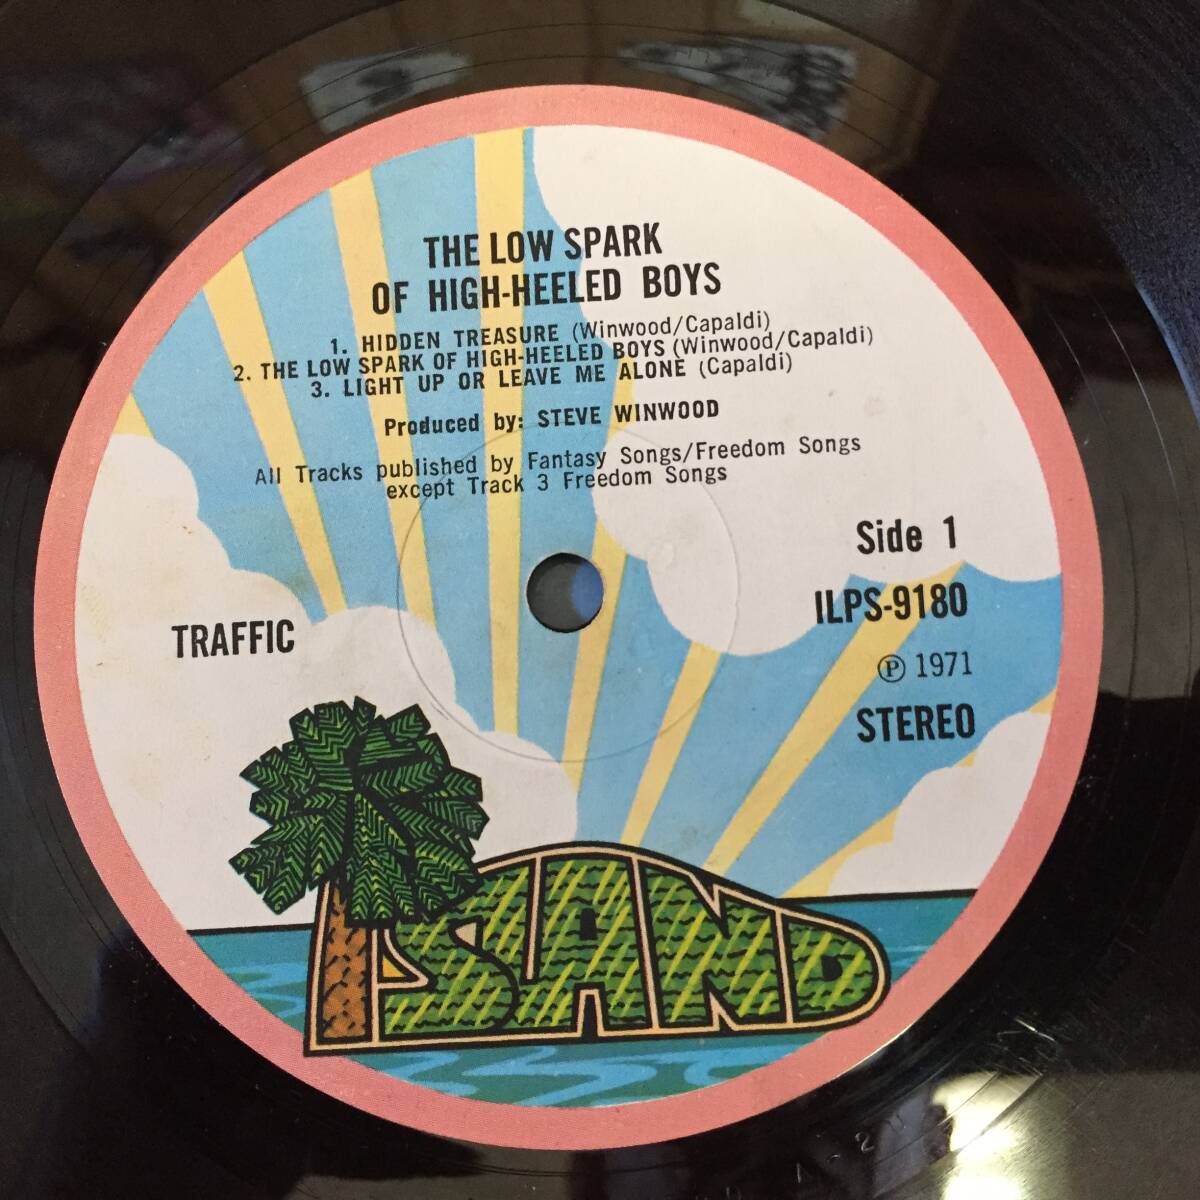 THE LOW SPARK
OF HIGH-HEELED BOYS
1. HIDDEN TREASURE (Winwood/Capaldi)
2. THE LOW SPARK OF HIGH-HEELED BOYS (Winwood/Capaldi)
3. LIGHT UP OR LEAVE ME ALONE (Capaldi)
Produced by: STEVE WINWOOD
All Tracks published by Fantasy Songs/Freedom Songs
except Track 3 Freedom Songs
Side 1
ILPS-9180
TRAFFIC
Ⓟ 1971
STEREO
ISLAND